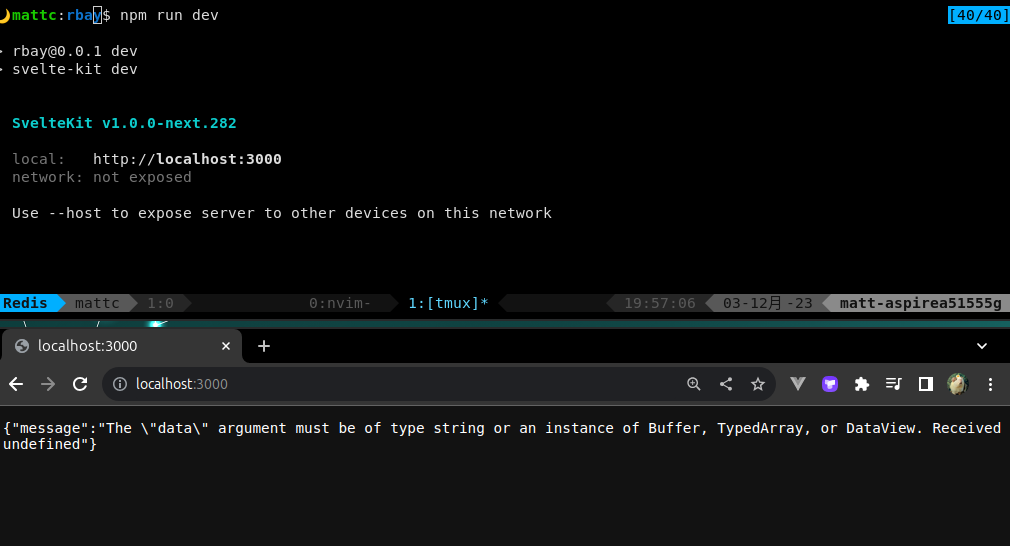 mattc:rbay$ npm run dev [40/40]
> rbay@0.0.1 dev
> svelte-kit dev
SvelteKit v1.0.0-next.282
local: http://localhost:3000
network: not exposed
Use --host to expose server to other devices on this network
Redis mattc 1:0 0:nvim- 1:[tmux]* 19:57:06 03-12月-23 matt-aspirea51555g
localhost:3000
localhost:3000
{"message":"The \"data\" argument must be of type string or an instance of Buffer, TypedArray, or DataView. Received
undefined"}